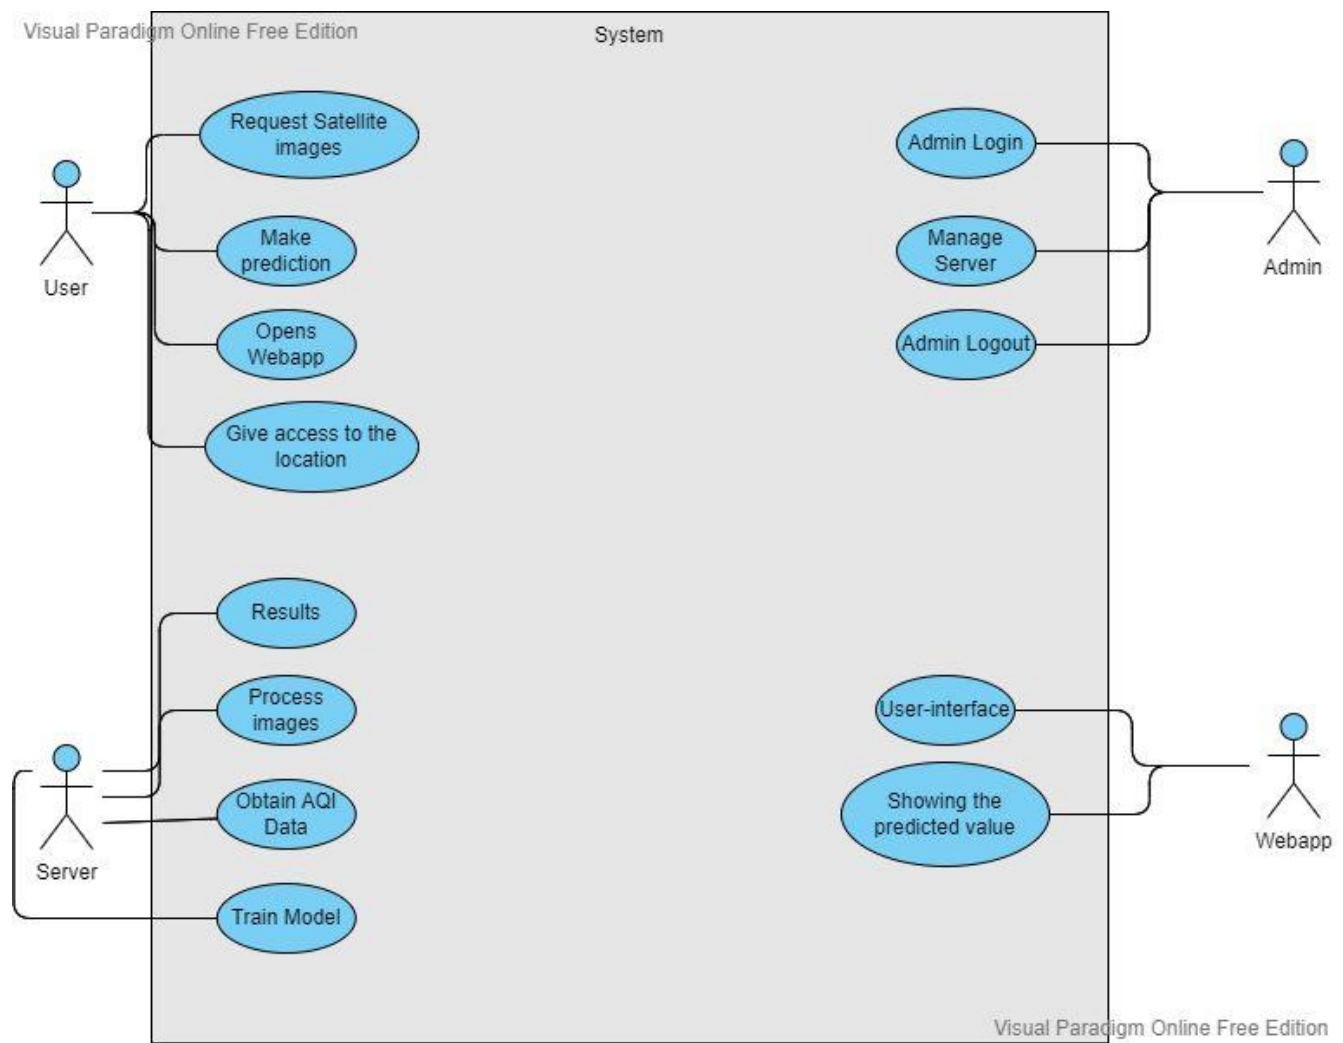 Visual Paradigm Online Free Edition
System
Request Satellite
images
Make
prediction
Opens
Webapp
Give access to the
location
User
Admin Login
Manage
Server
Admin Logout
Admin
Results
Process
images
Obtain AQI
Data
Train Model
Server
User-interface
Showing the
predicted value
Webapp
Visual Paradigm Online Free Edition